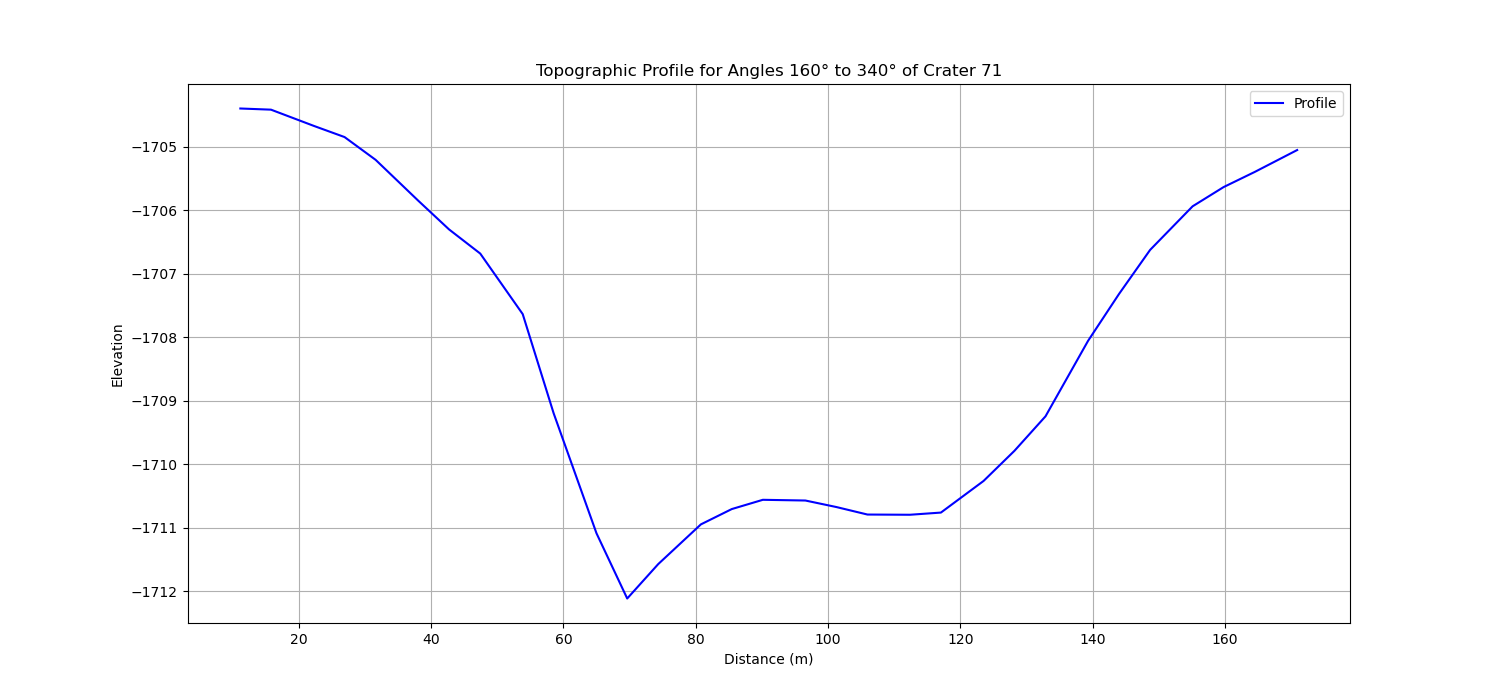 Topographic Profile for Angles 160° to 340° of Crater 71
Profile
−1705
−1706
−1707
−1708
−1709
−1710
−1711
−1712
Elevation
20 40 60 80 100 120 140 160
Distance (m)